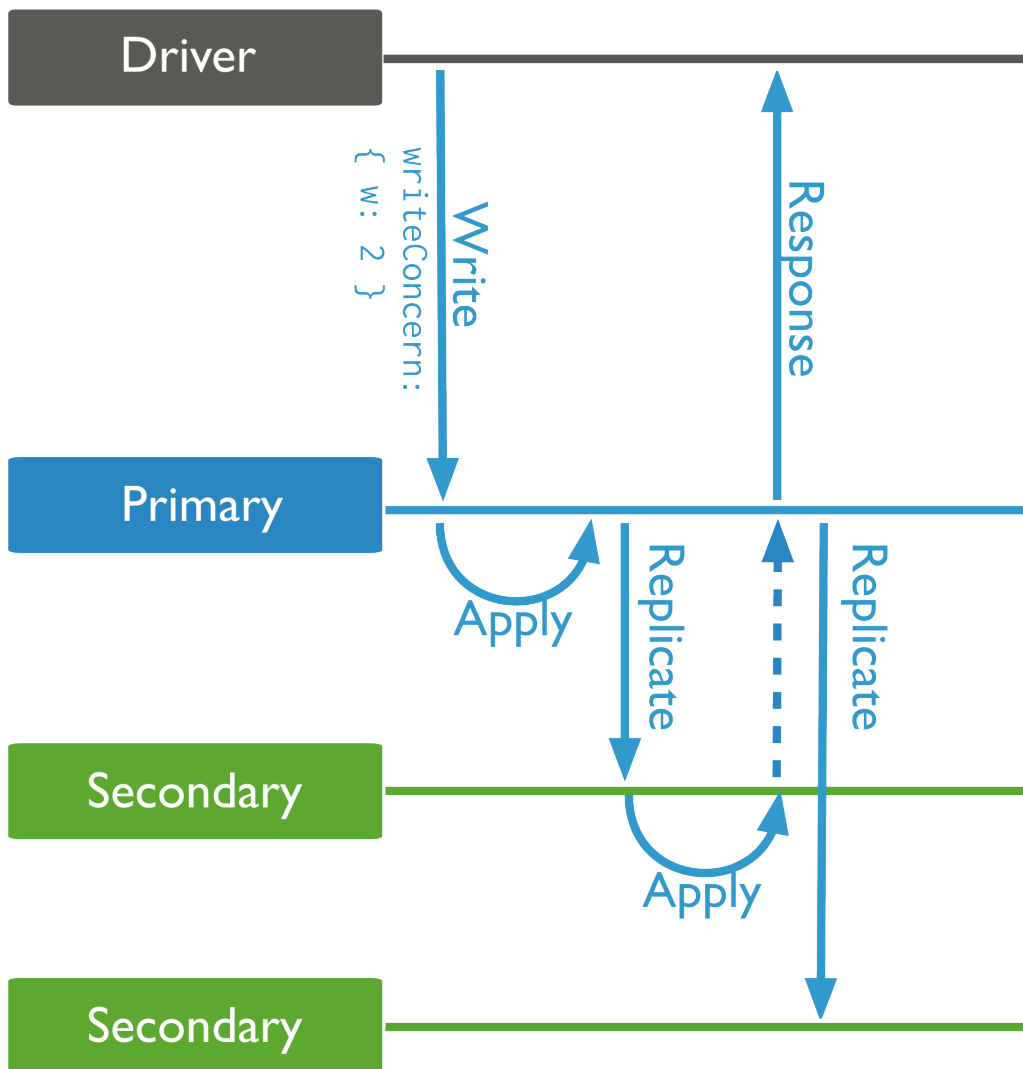 Driver
writeConcern:
{ w: 2 }
Write
Response
Primary
Apply
Replicate
Replicate
Secondary
Apply
Secondary